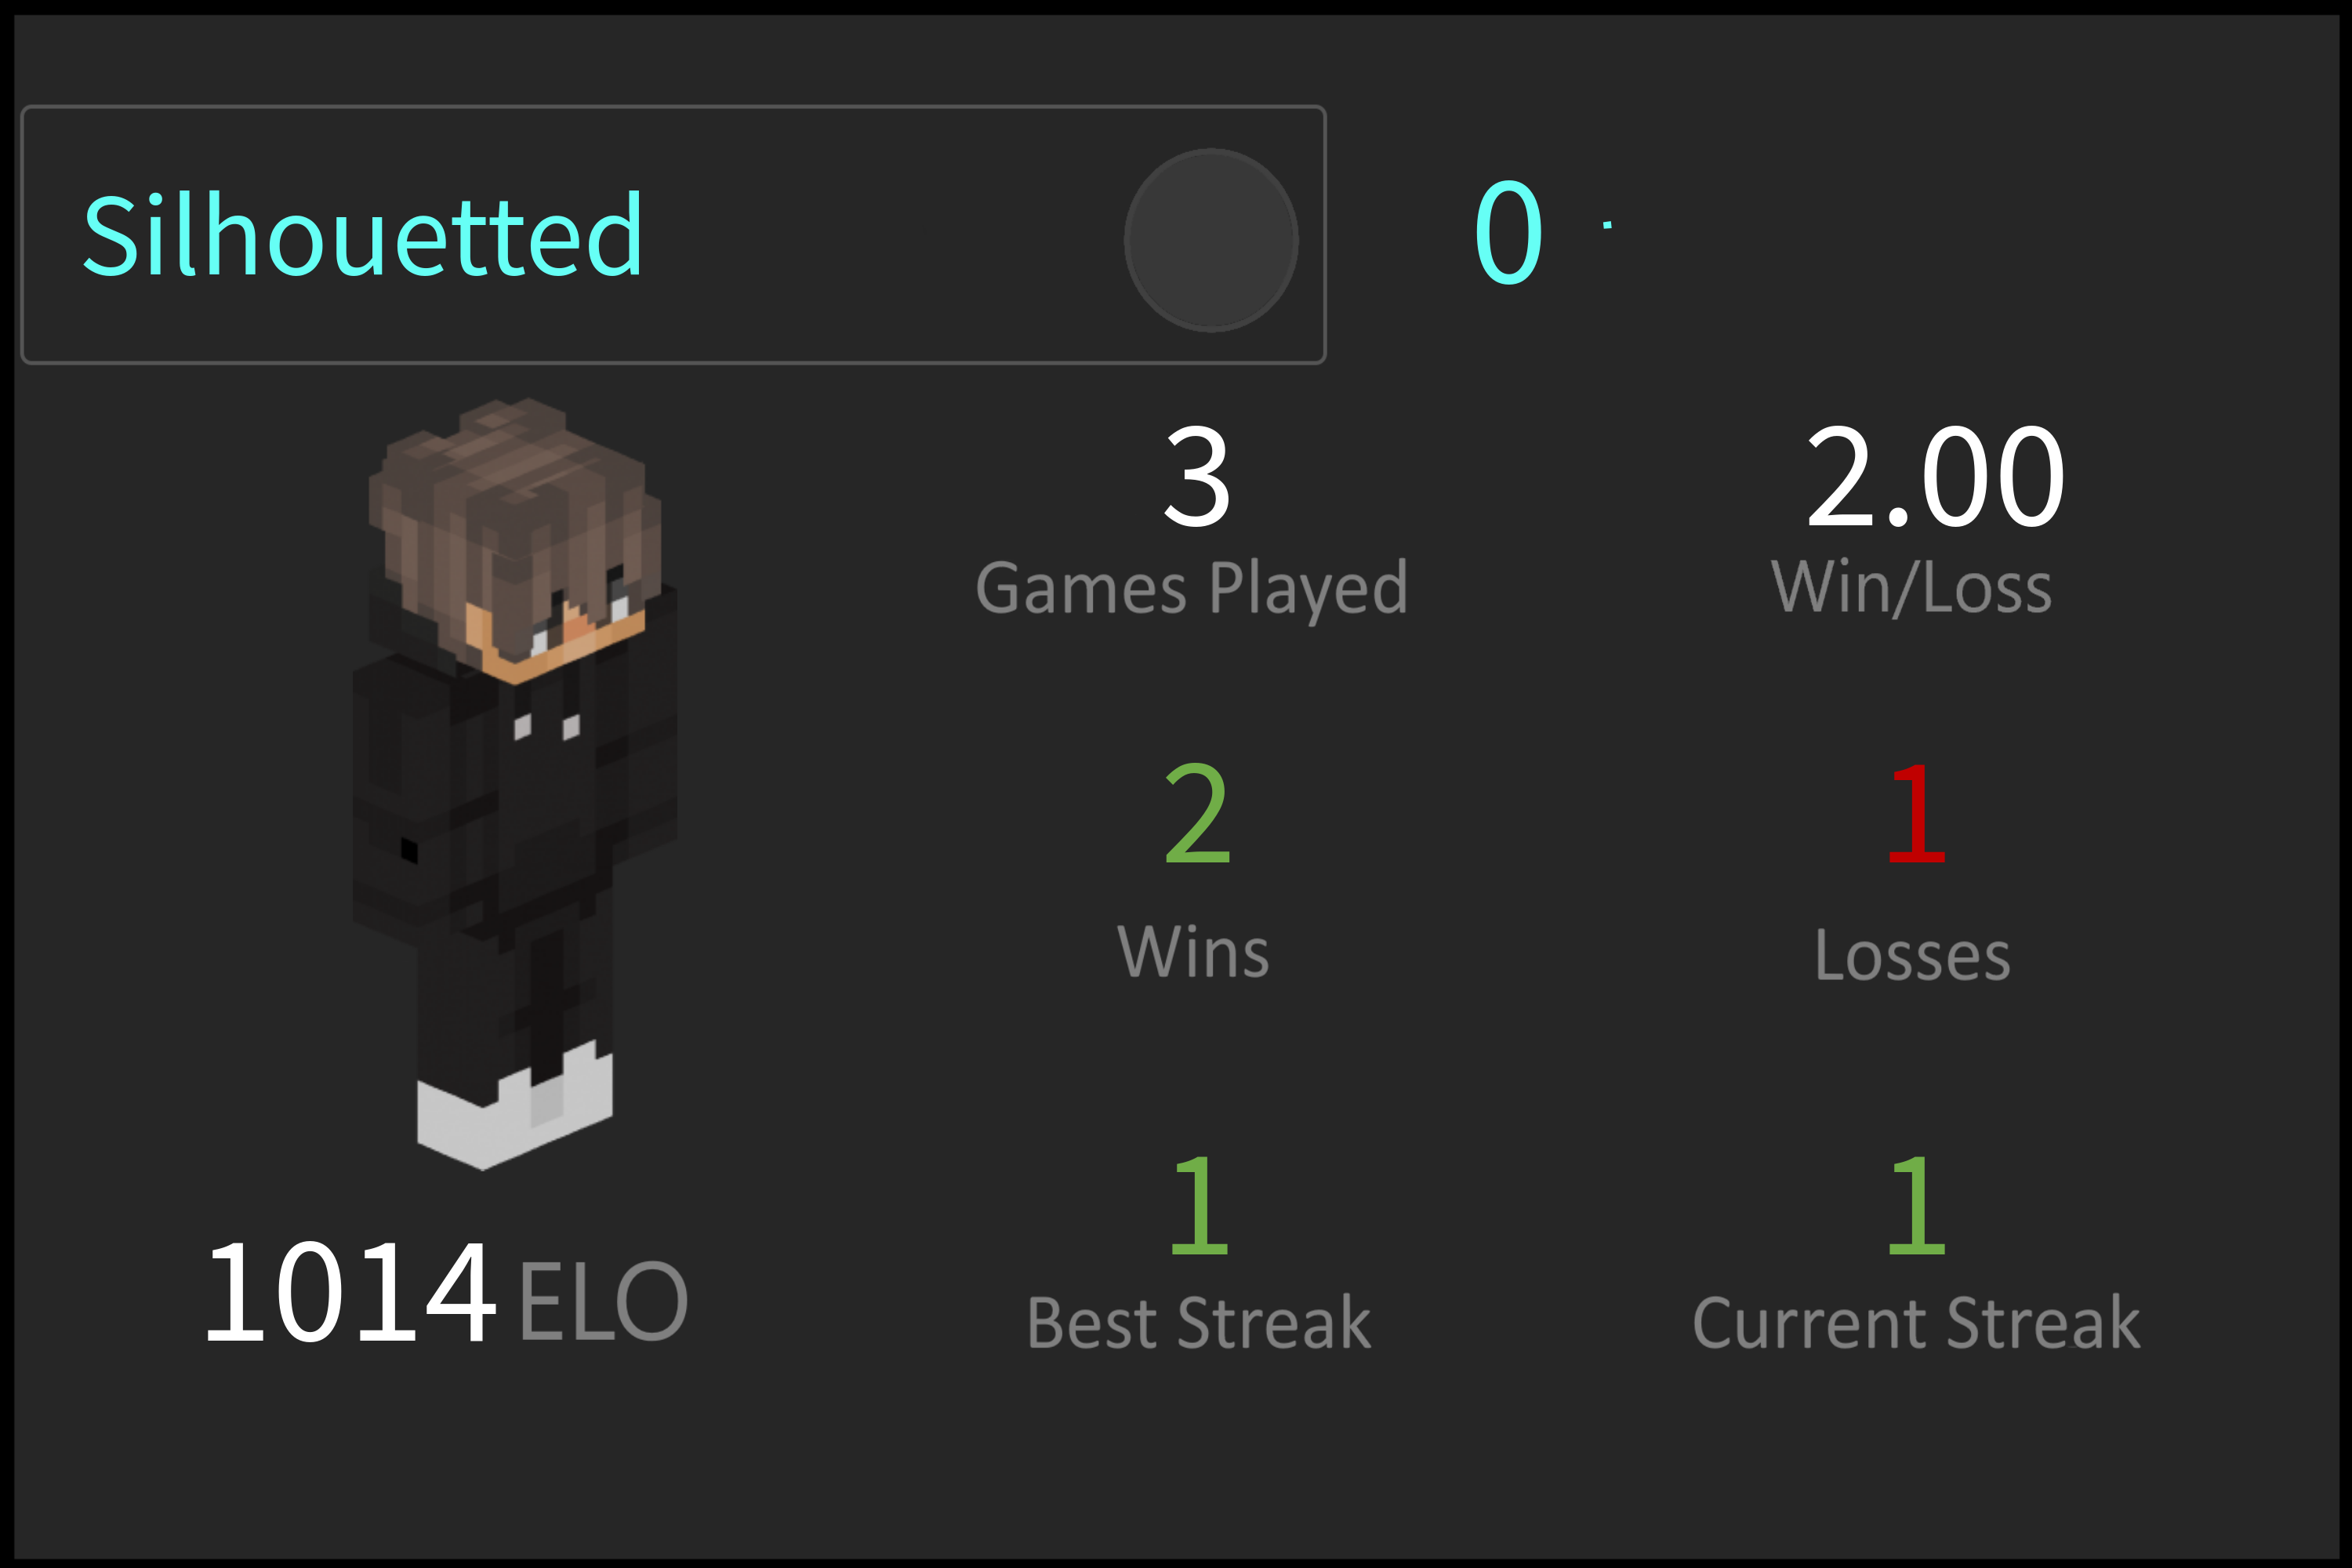 Silhouetted 0
3 2.00
Games Played Win/Loss
2 1
Wins Losses
1 1
1014 ELO Best Streak Current Streak